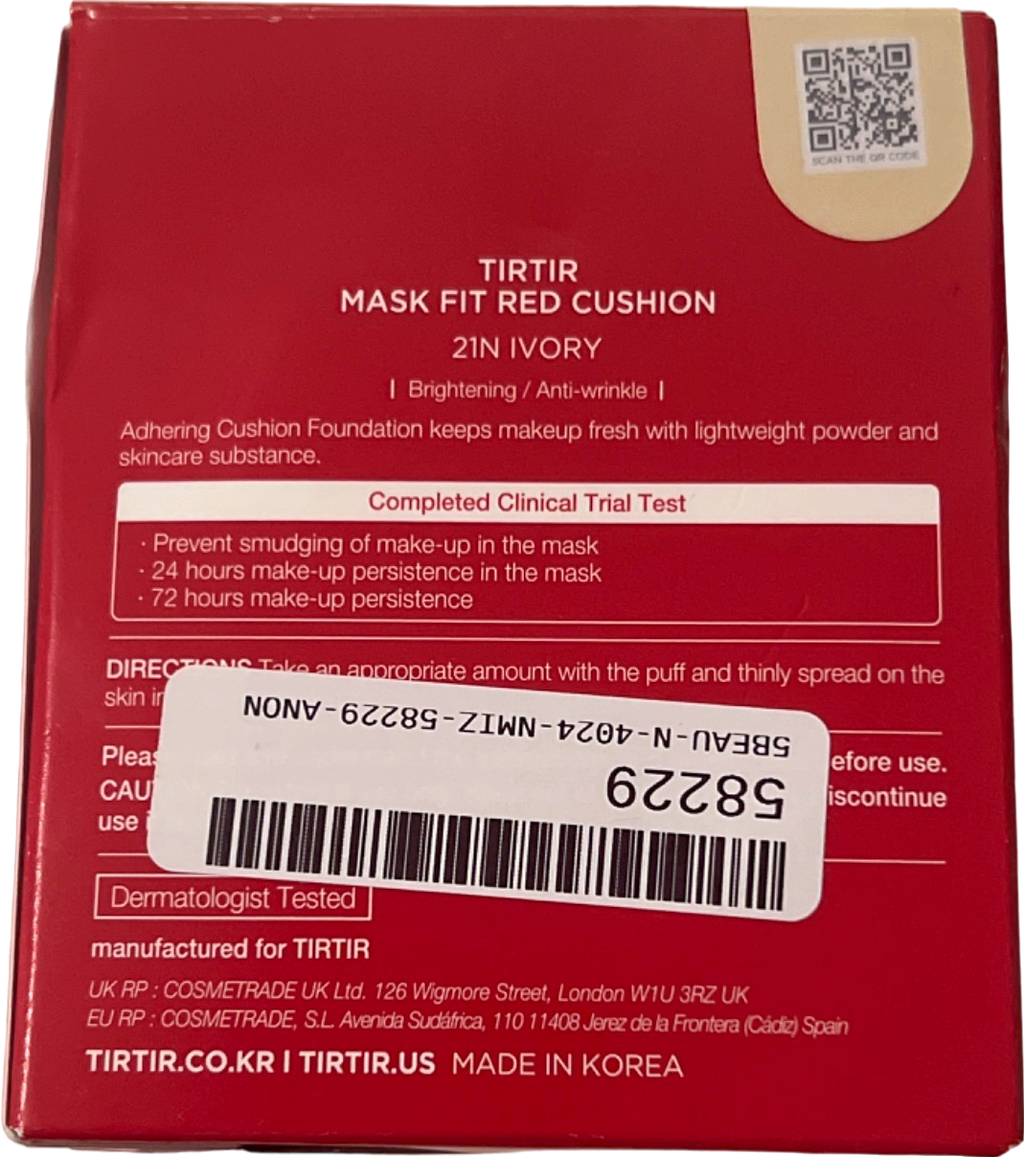 SCAN THE QR CODE
TIRTIR
MASK FIT RED CUSHION
21N IVORY
| Brightening / Anti-wrinkle |
Adhering Cushion Foundation keeps makeup fresh with lightweight powder and
skincare substance.
Completed Clinical Trial Test
· Prevent smudging of make-up in the mask
· 24 hours make-up persistence in the mask
· 72 hours make-up persistence
DIRECTIONS Take an appropriate amount with the puff and thinly spread on the
skin
efore use.
iscontinue
use
5BEAU-N-4024-NMIZ-58229-ANON
58229
Dermatologist Tested
manufactured for TIRTIR
UK RP : COSMETRADE UK Ltd. 126 Wigmore Street, London W1U 3RZ UK
EU RP : COSMETRADE, S.L. Avenida Sudáfrica, 110 11408 Jerez de la Frontera (Cádiz) Spain
TIRTIR.CO.KR | TIRTIR.US MADE IN KOREA